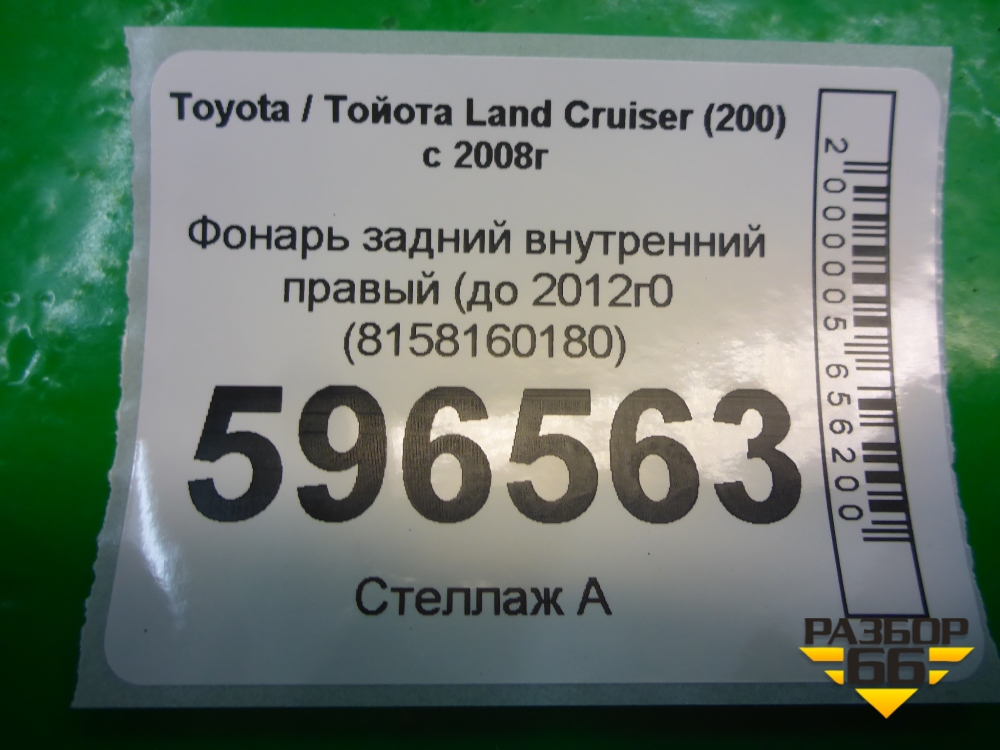 Toyota / Тойота Land Cruiser (200)
с 2008г
Фонарь задний внутренний
правый (до 2012г0
(8158160180)
596563
Стеллаж А
2000005656200
РАЗБОР
66